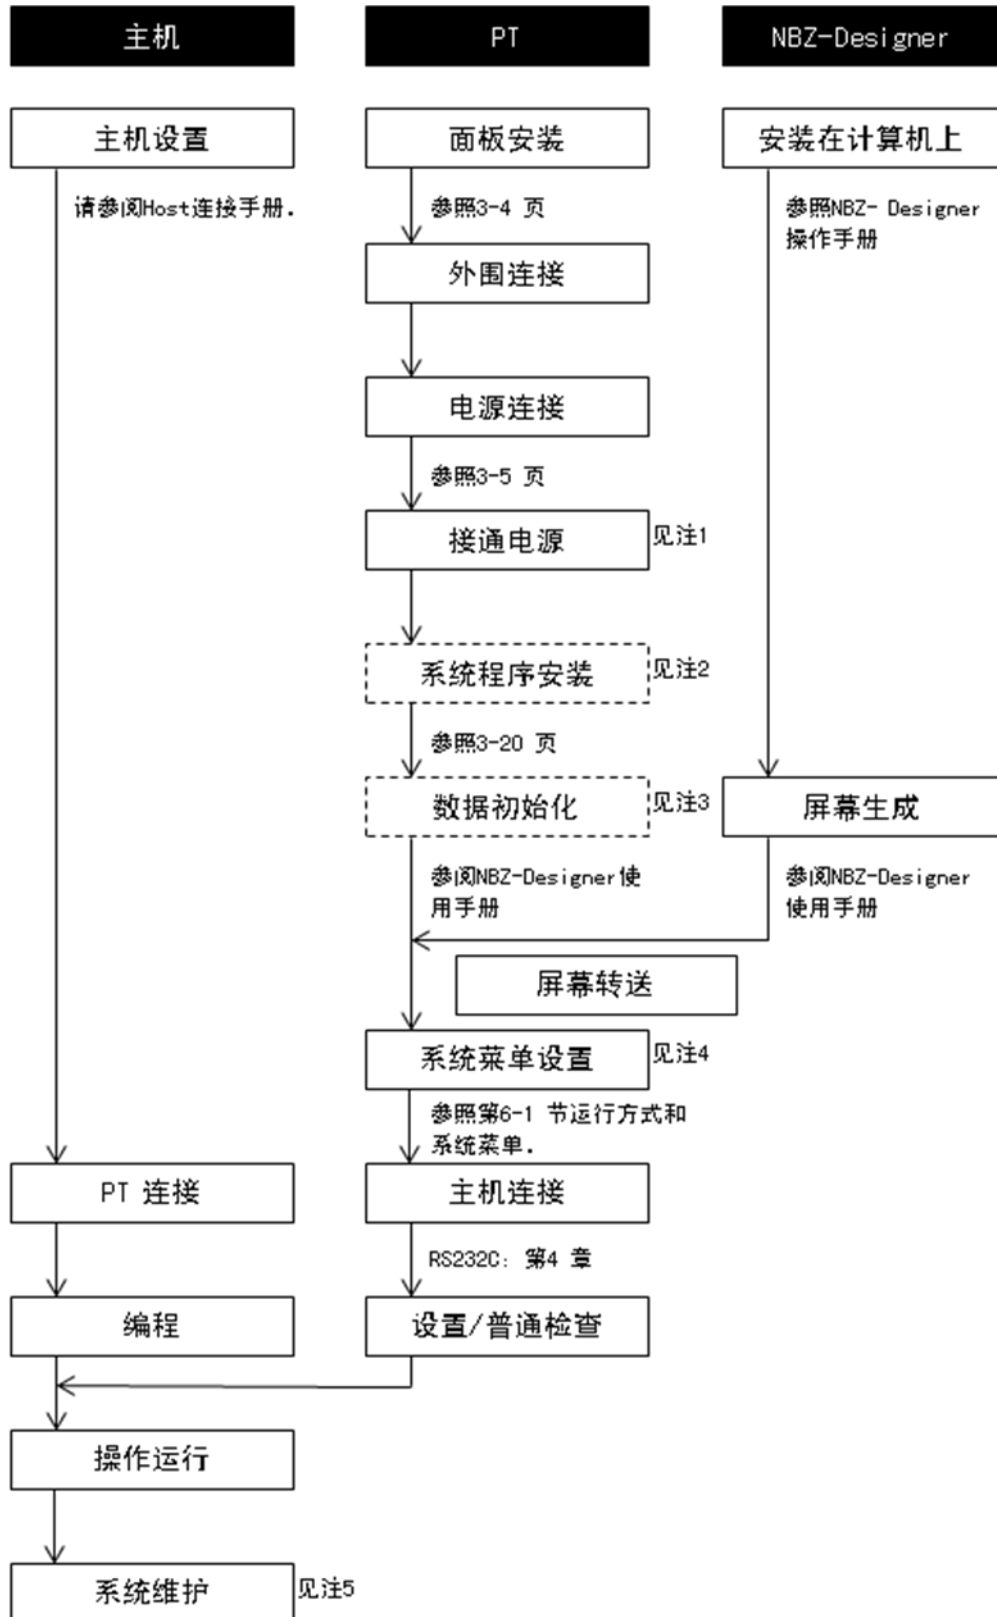 主机
PT
NBZ-Designer
主机设置
面板安装
安装在计算机上
请参阅Host连接手册.
参照3-4 页
参照NBZ- Designer
操作手册
外围连接
电源连接
参照3-5 页
接通电源
见注1
系统程序安装
见注2
参照3-20 页
数据初始化
见注3
屏幕生成
参阅NBZ-Designer使
用手册
参阅NBZ-Designer
使用手册
屏幕转送
系统菜单设置
见注4
参照第6-1 节运行方式和
系统菜单.
PT 连接
主机连接
RS232C: 第4 章
编程
设置/普通检查
操作运行
系统维护
见注5